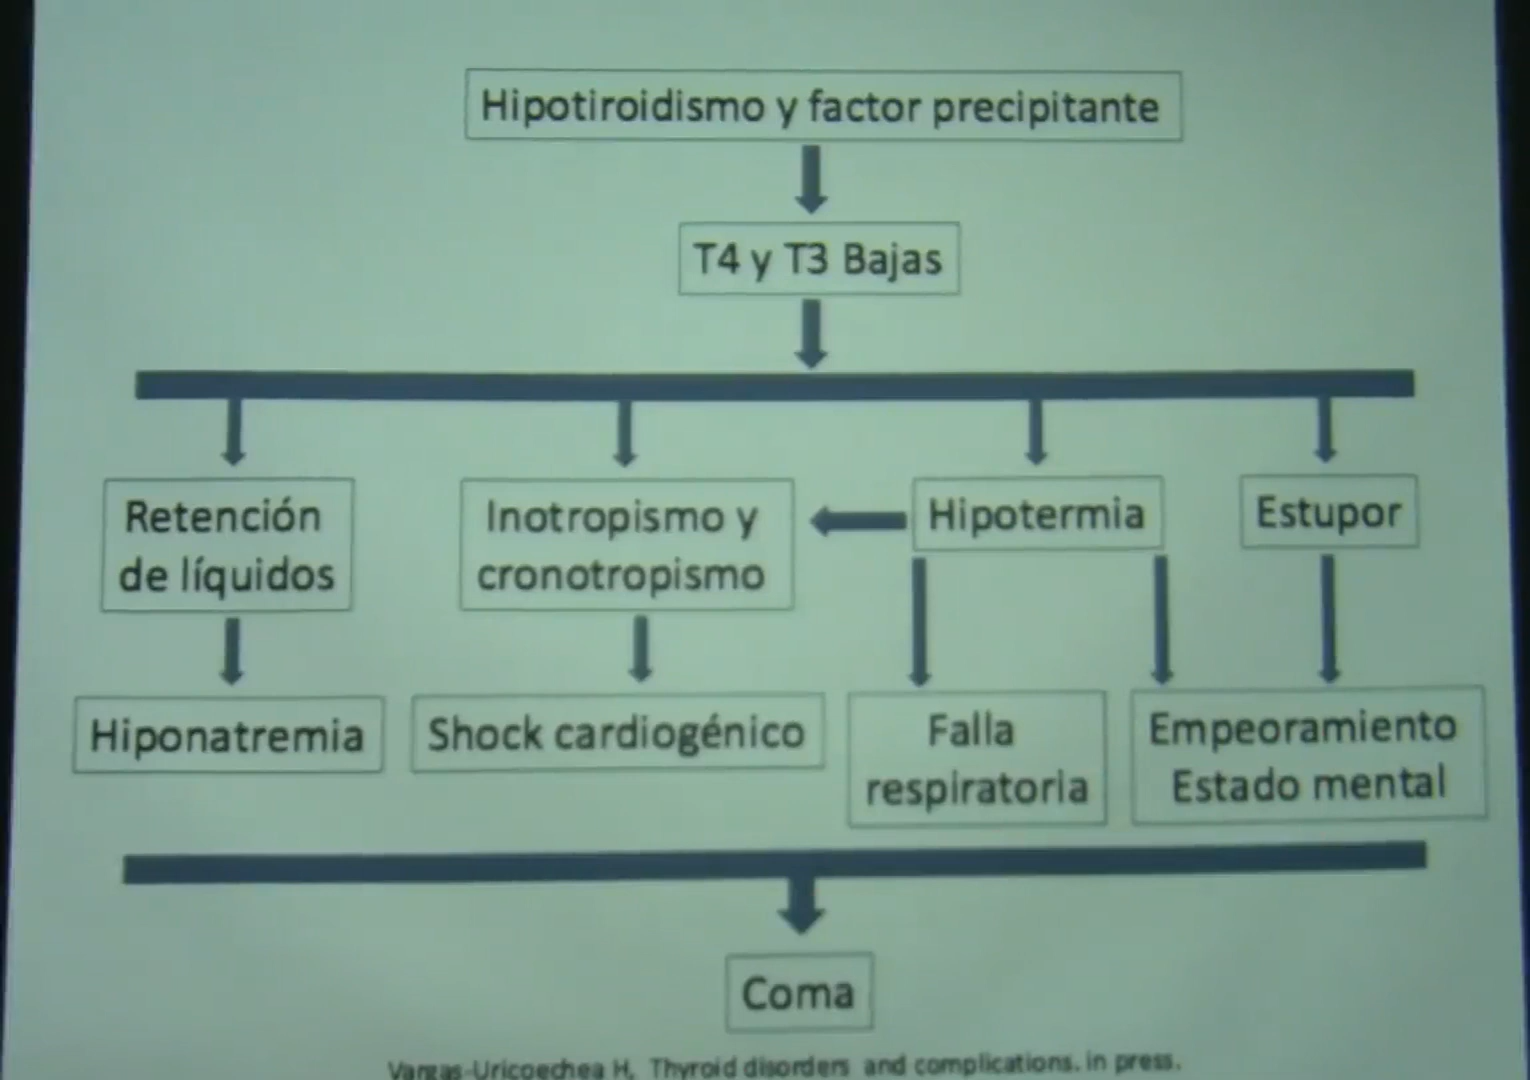 Hipotiroidismo y factor precipitante
T4 y T3 Bajas
Retención
de líquidos
Inotropismo y
cronotropismo
Hipotermia
Estupor
Hiponatremia
Shock cardiogénico
Falla
respiratoria
Empeoramiento
Estado mental
Coma
Vargas-Uricoechea H, Thyroid disorders and complications. in press.